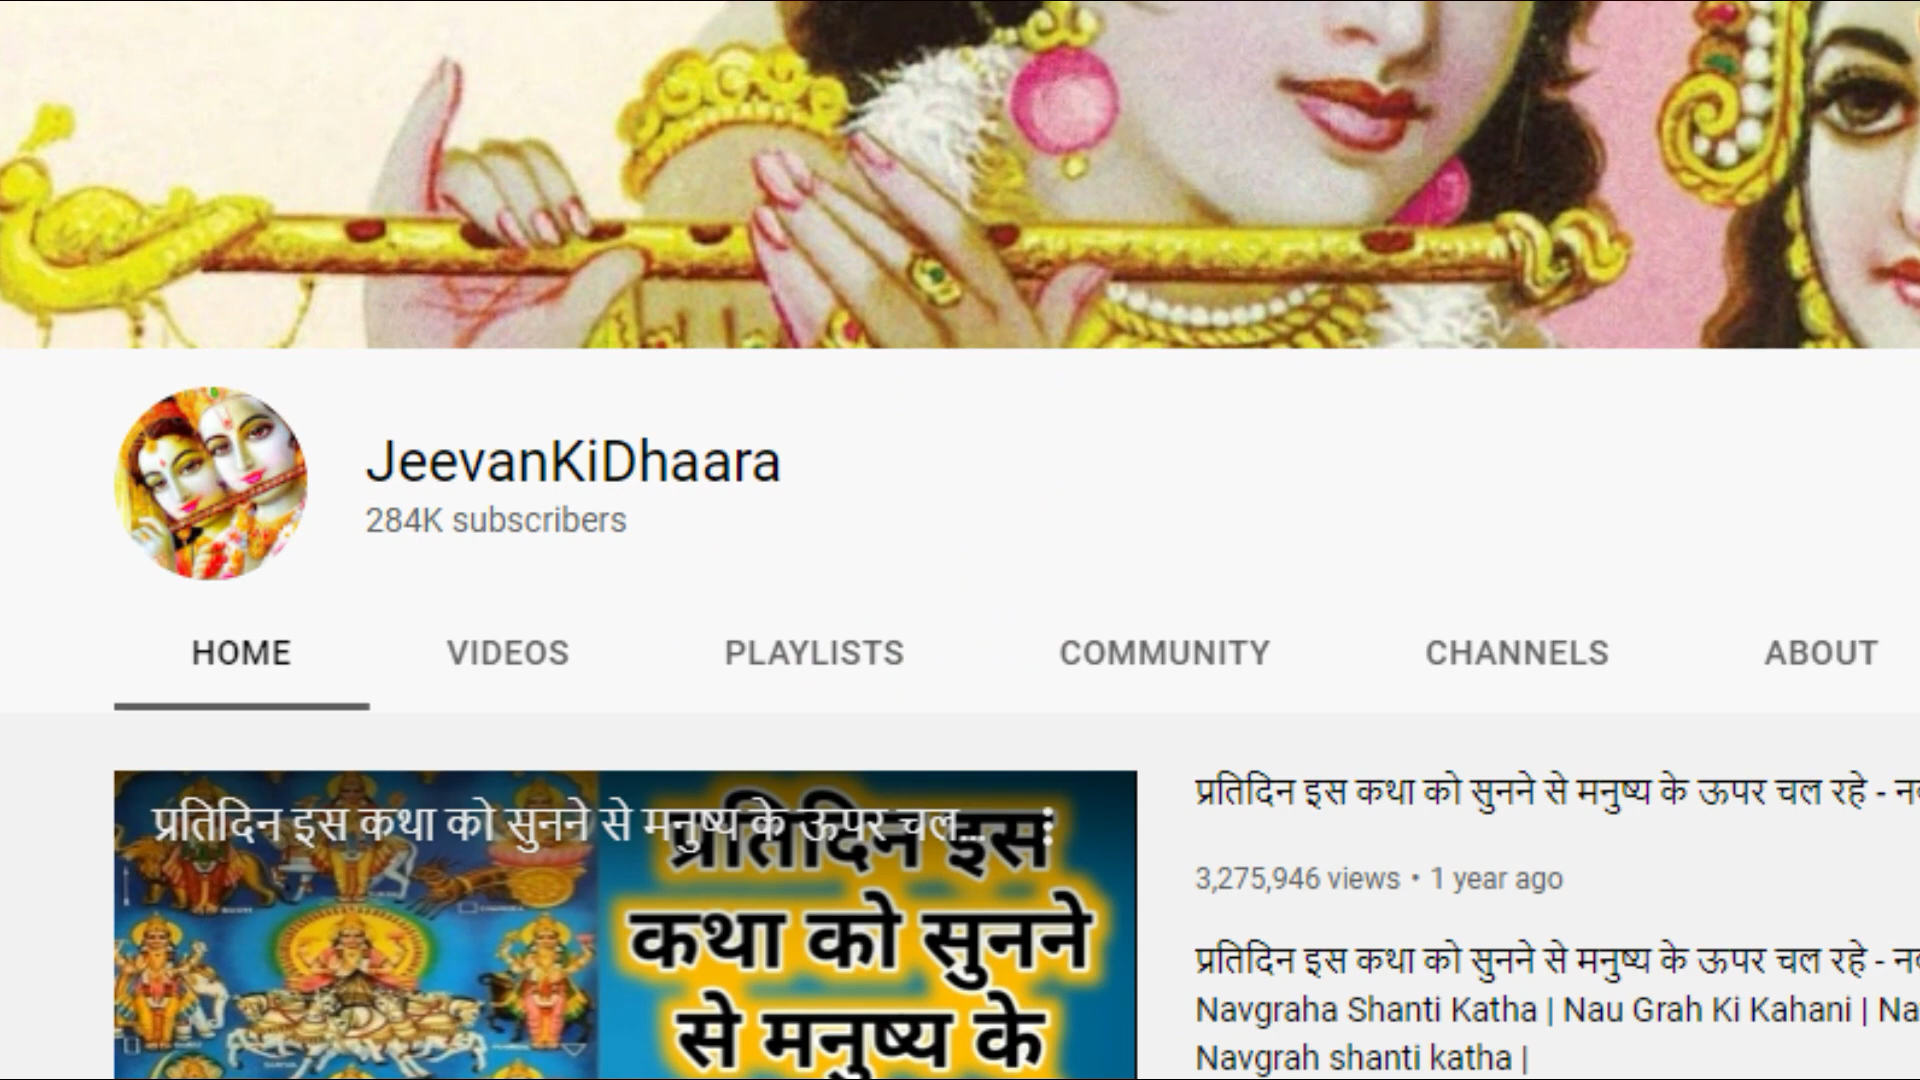 JeevanKiDhaara
284K subscribers
HOME VIDEOS PLAYLISTS COMMUNITY CHANNELS ABOUT
प्रतिदिन इस कथा को सुनने से मनुष्य के ऊपर चल...
प्रतिदिन इस
कथा को सुनने
से मनुष्य के
प्रतिदिन इस कथा को सुनने से मनुष्य के ऊपर चल रहे -
3,275,946 views • 1 year ago
प्रतिदिन इस कथा को सुनने से मनुष्य के ऊपर चल रहे -
Navgraha Shanti Katha | Nau Grah Ki Kahani |
Navgrah shanti katha |